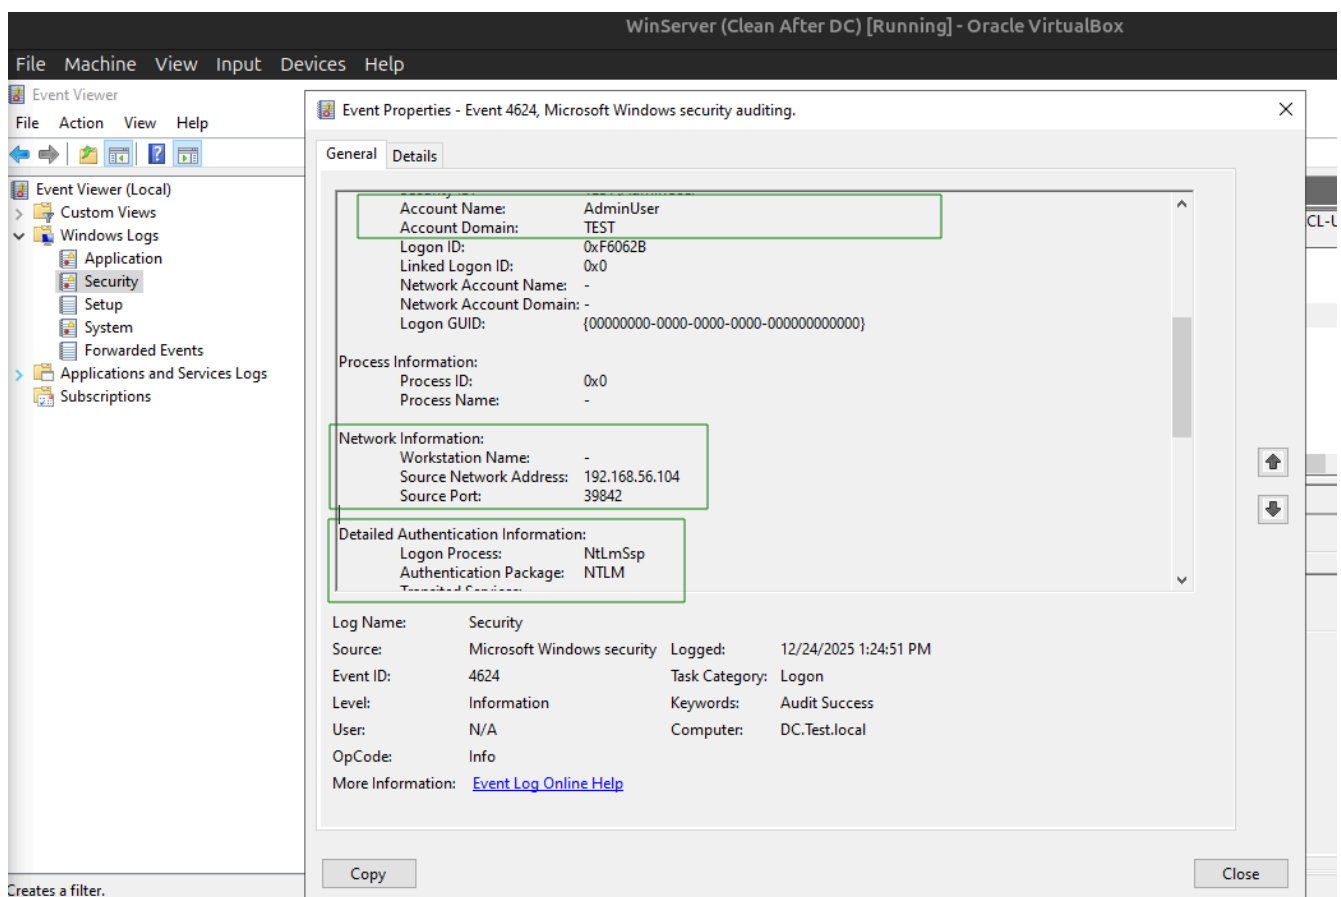 WinServer (Clean After DC) [Running] - Oracle VirtualBox
File Machine View Input Devices Help
Event Viewer
File Action View Help
Event Viewer (Local)
Custom Views
Windows Logs
Application
Security
Setup
System
Forwarded Events
Applications and Services Logs
Subscriptions
Creates a filter.
Event Properties - Event 4624, Microsoft Windows security auditing.
General Details
Account Name: AdminUser
Account Domain: TEST
Logon ID: 0xF6062B
Linked Logon ID: 0x0
Network Account Name: -
Network Account Domain: -
Logon GUID: {00000000-0000-0000-0000-000000000000}
Process Information:
Process ID: 0x0
Process Name: -
Network Information:
Workstation Name: -
Source Network Address: 192.168.56.104
Source Port: 39842
Detailed Authentication Information:
Logon Process: NtLmSsp
Authentication Package: NTLM
Log Name: Security
Source: Microsoft Windows security Logged: 12/24/2025 1:24:51 PM
Event ID: 4624 Task Category: Logon
Level: Information Keywords: Audit Success
User: N/A Computer: DC.Test.local
OpCode: Info
More Information: Event Log Online Help
Copy Close